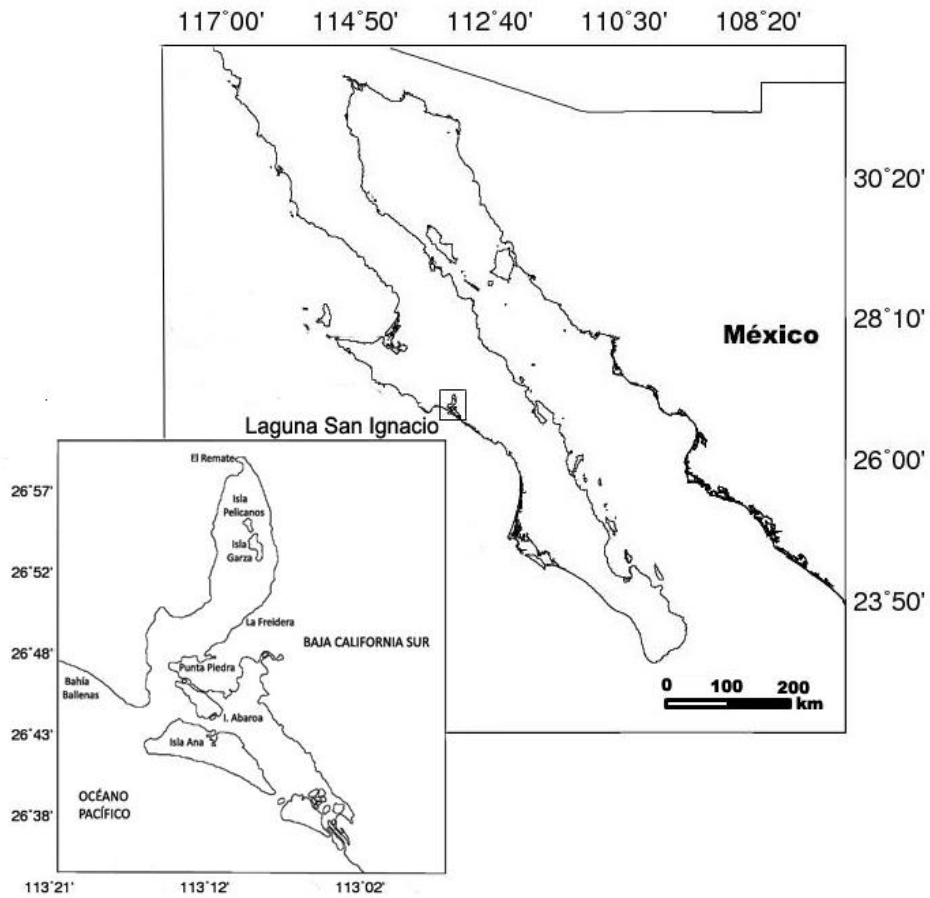 117°00' 114°50' 112°40' 110°30' 108°20'
30°20'
28°10'
México
26°00'
23°50'
0 100 200
km
Laguna San Ignacio
El Remate
26°57'
Isla
Pelicanos
Isla
Garza
26°52'
La Freidera
BAJA CALIFORNIA SUR
26°48'
Punta Piedra
Bahía
Ballenas
I. Abaroa
26°43'
Isla Ana
OCÉANO
PACÍFICO
26°38'
113°21' 113°12' 113°02'